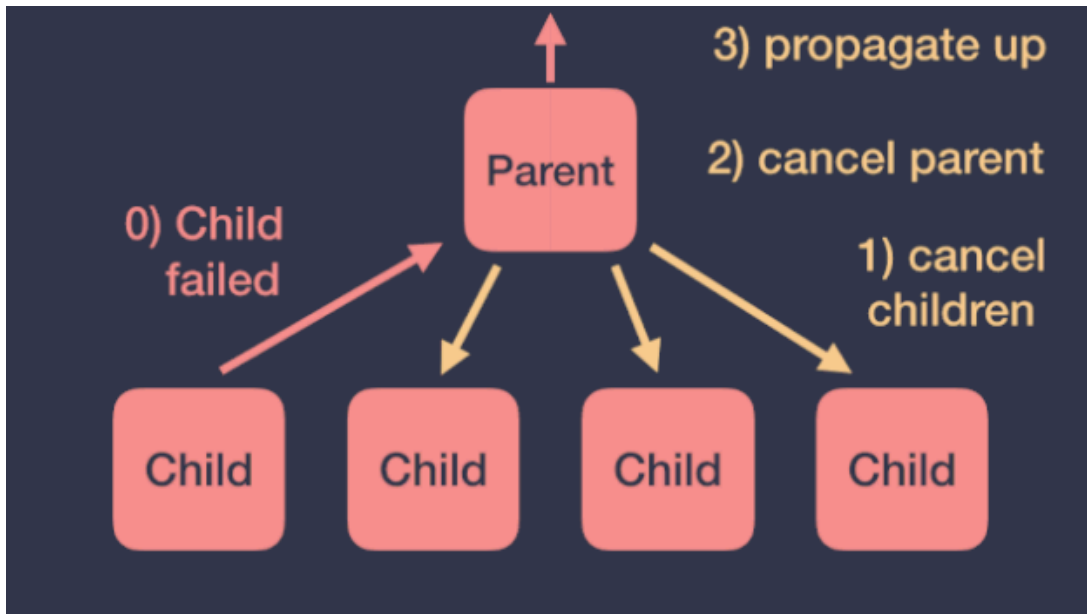 3) propagate up
Parent
2) cancel parent
0) Child
failed
1) cancel
children
Child
Child
Child
Child